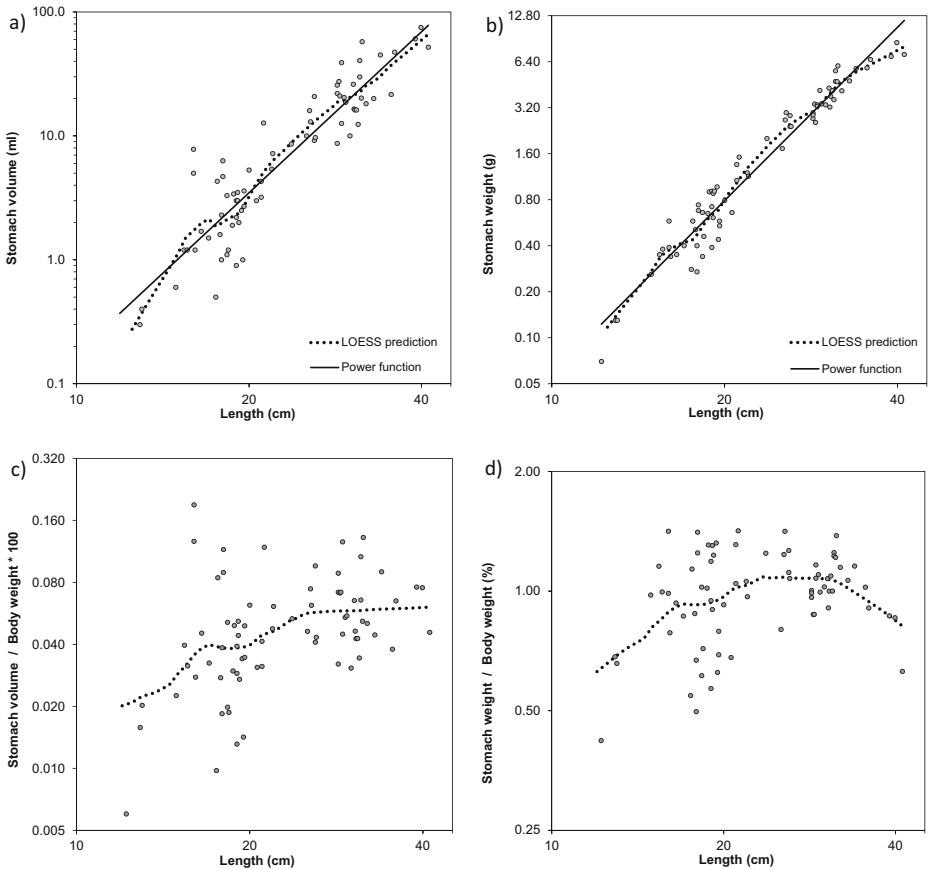 a)
Stomach volume (ml)
100.0
10.0
1.0
0.1
10
20
40
Length (cm)
LOESS prediction
Power function
b)
Stomach weight (g)
12.80
6.40
3.20
1.60
0.80
0.40
0.20
0.10
0.05
10
20
40
Length (cm)
LOESS prediction
Power function
c)
Stomach volume / Body weight * 100
0.320
0.160
0.080
0.040
0.020
0.010
0.005
10
20
40
Length (cm)
d)
Stomach weight / Body weight (%)
2.00
1.00
0.50
0.25
10
20
40
Length (cm)